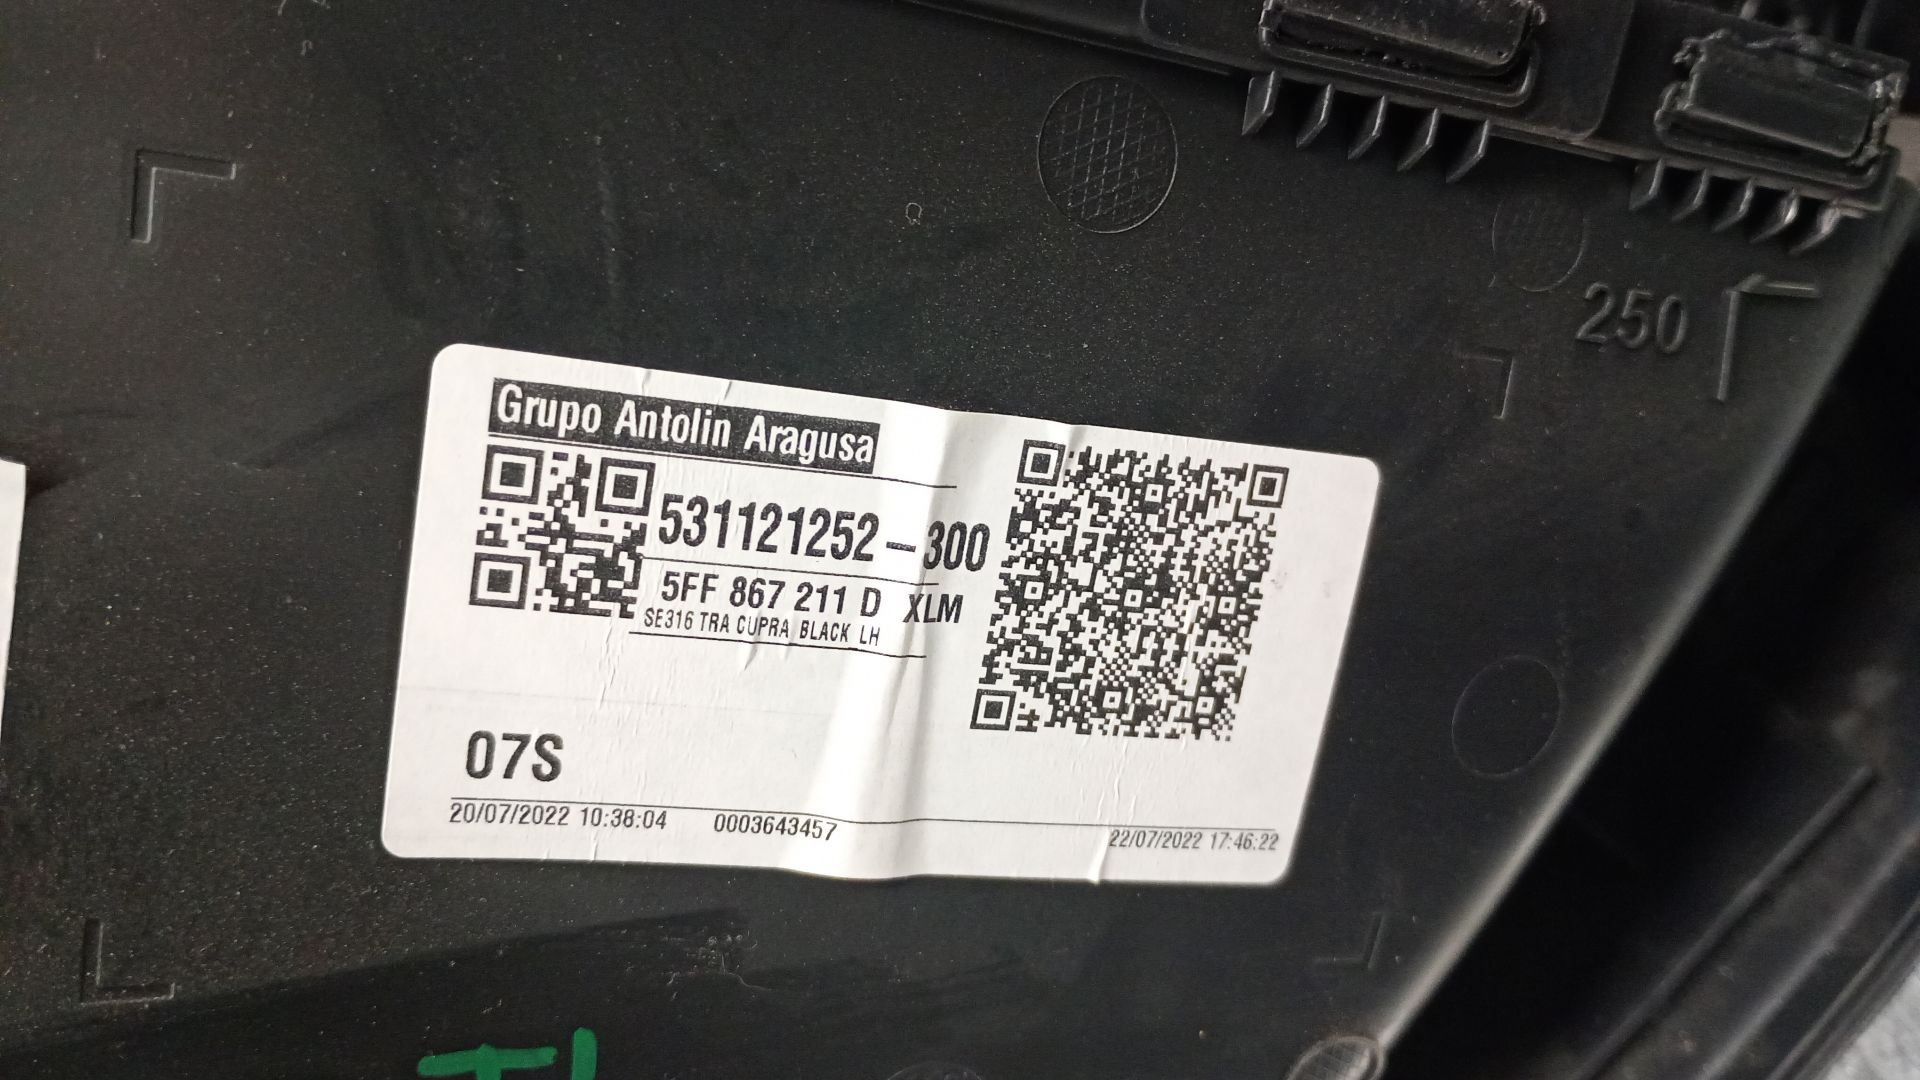 250
Grupo Antolin Aragusa
531121252-300
5FF 867 211 D XLM
SE316 TRA CUPRA BLACK LH
07S
20/07/2022 10:38:04 0003643457 22/07/2022 17:46:22